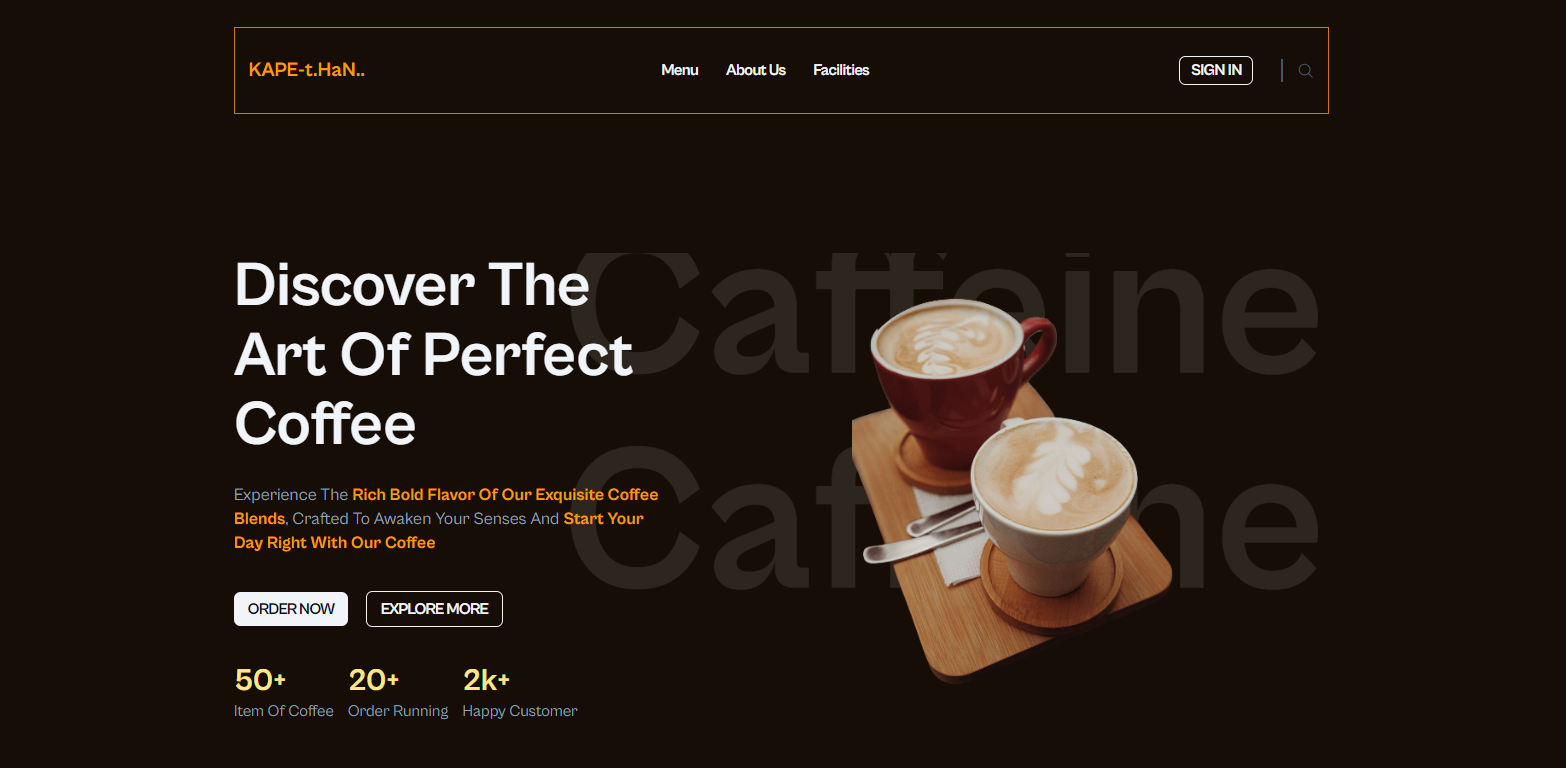 KAPE-t.HaN..
Menu About Us Facilities
SIGN IN
Caffeine
Discover The
Art Of Perfect
Coffee
Experience The Rich Bold Flavor Of Our Exquisite Coffee
Blends, Crafted To Awaken Your Senses And Start Your
Day Right With Our Coffee
ORDER NOW EXPLORE MORE
50+ 20+ 2k+
Item Of Coffee Order Running Happy Customer
Caffeine